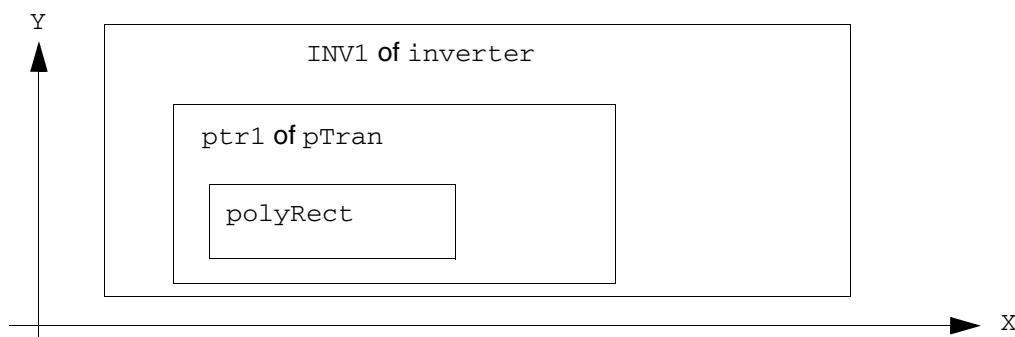 Y
INV1 of inverter
ptr1 of pTran
polyRect
X